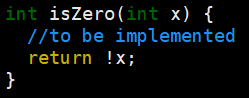 int isZero(int x) {
  //to be implemented
  return !x;
}